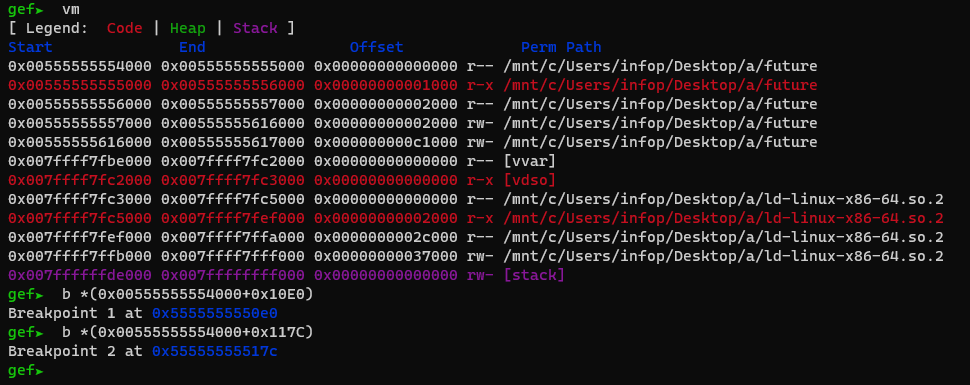 gef➤  vm
[ Legend:  Code | Heap | Stack ]
Start              End                Offset             Perm Path
0x00555555554000 0x00555555555000 0x00000000000000 r-- /mnt/c/Users/infop/Desktop/a/future
0x00555555555000 0x00555555556000 0x00000000001000 r-x /mnt/c/Users/infop/Desktop/a/future
0x00555555556000 0x00555555557000 0x00000000002000 r-- /mnt/c/Users/infop/Desktop/a/future
0x00555555557000 0x00555555616000 0x00000000002000 rw- /mnt/c/Users/infop/Desktop/a/future
0x00555555616000 0x00555555617000 0x000000000c1000 rw- /mnt/c/Users/infop/Desktop/a/future
0x007ffff7fbe000 0x007ffff7fc2000 0x00000000000000 r-- [vvar]
0x007ffff7fc2000 0x007ffff7fc3000 0x00000000000000 r-x [vdso]
0x007ffff7fc3000 0x007ffff7fc5000 0x00000000000000 r-- /mnt/c/Users/infop/Desktop/a/ld-linux-x86-64.so.2
0x007ffff7fc5000 0x007ffff7fef000 0x00000000002000 r-x /mnt/c/Users/infop/Desktop/a/ld-linux-x86-64.so.2
0x007ffff7fef000 0x007ffff7ffa000 0x0000000002c000 r-- /mnt/c/Users/infop/Desktop/a/ld-linux-x86-64.so.2
0x007ffff7ffb000 0x007ffff7fff000 0x00000000037000 rw- /mnt/c/Users/infop/Desktop/a/ld-linux-x86-64.so.2
0x007ffffffde000 0x007ffffffff000 0x00000000000000 rw- [stack]
gef➤  b *(0x00555555554000+0x10E0)
Breakpoint 1 at 0x5555555550e0
gef➤  b *(0x00555555554000+0x117C)
Breakpoint 2 at 0x55555555517c
gef➤